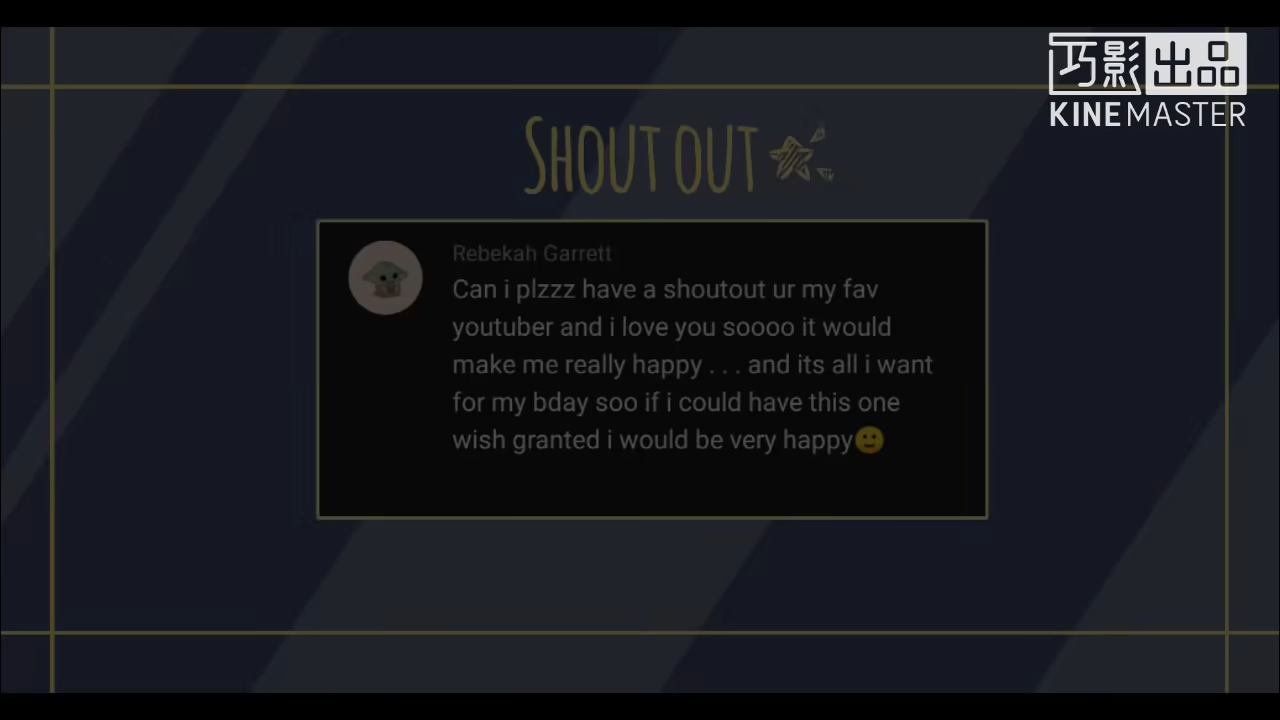 巧影出品
KINEMASTER
SHOUT OUT
Rebekah Garrett
Can i plzzz have a shoutout ur my fav
youtuber and i love you soooo it would
make me really happy . . . and its all i want
for my bday soo if i could have this one
wish granted i would be very happy🙂